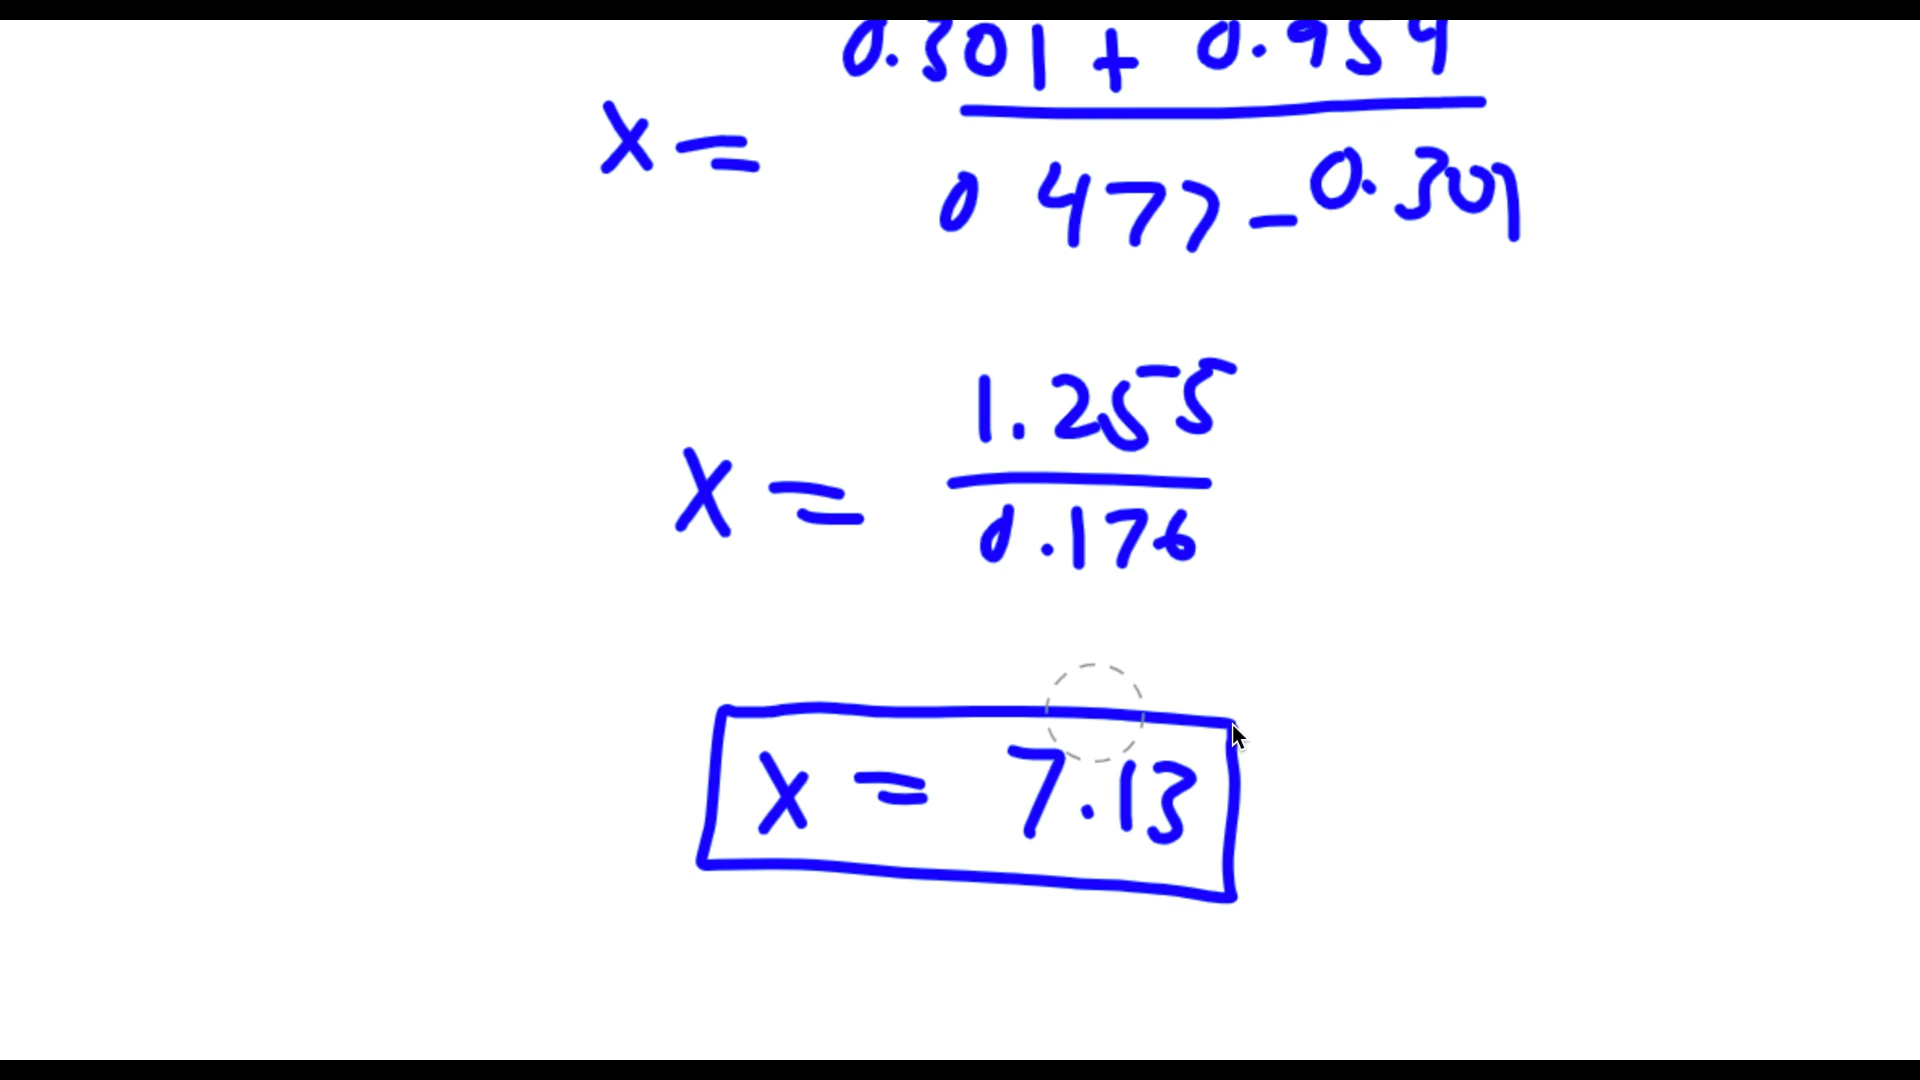 0.301 + 0.954
x =
0 477 - 0.301
1.255
x =
0.176
x = 7.13